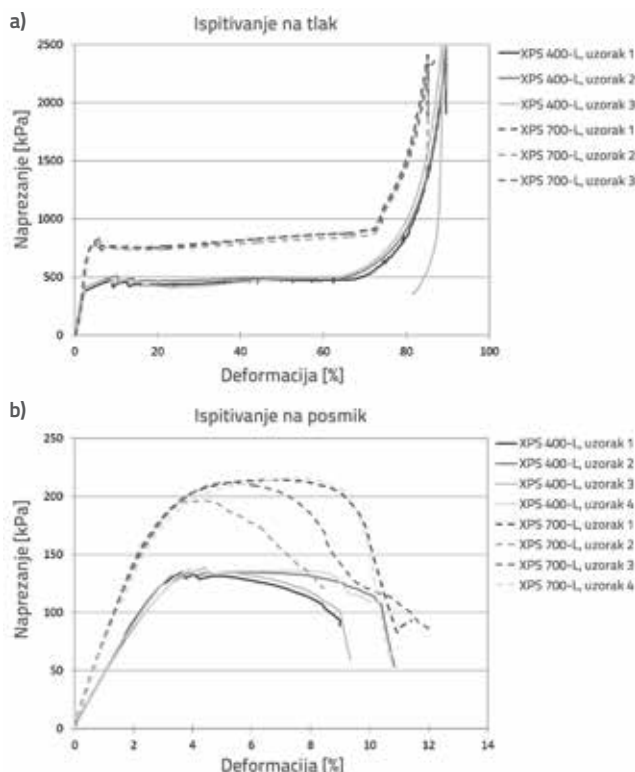 a)
Ispitivanje na tlak
Naprezanje [kPa]
2500
2000
1500
1000
500
0
0 20 40 60 80 100
Deformacija [%]
XPS 400-L, uzorak 1
XPS 400-L, uzorak 2
XPS 400-L, uzorak 3
XPS 700-L, uzorak 1
XPS 700-L, uzorak 2
XPS 700-L, uzorak 3
b)
Ispitivanje na posmik
Naprezanje [kPa]
250
200
150
100
50
0
0 2 4 6 8 10 12 14
Deformacija [%]
XPS 400-L, uzorak 1
XPS 400-L, uzorak 2
XPS 400-L, uzorak 3
XPS 400-L, uzorak 4
XPS 700-L, uzorak 1
XPS 700-L, uzorak 2
XPS 700-L, uzorak 3
XPS 700-L, uzorak 4